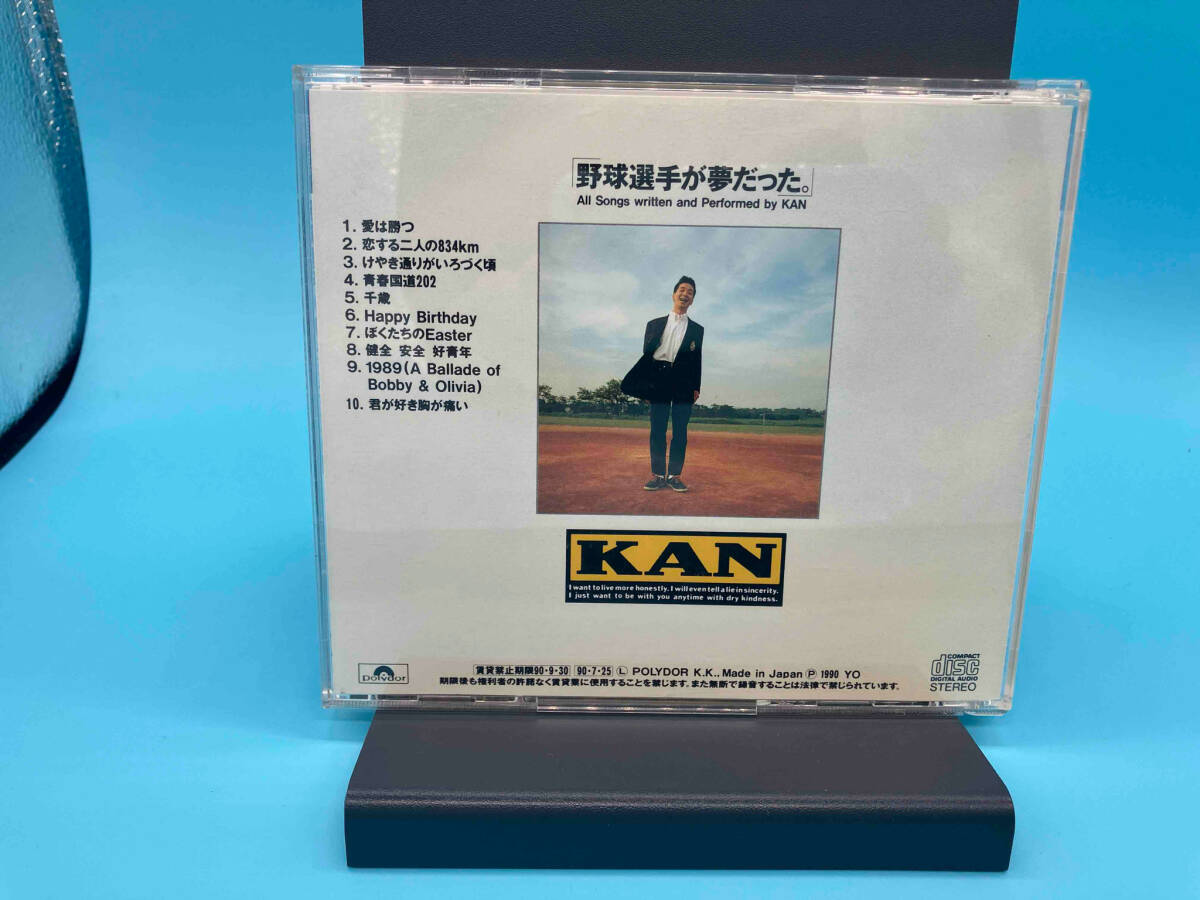 「野球選手が夢だった。」
All Songs written and Performed by KAN
1. 愛は勝つ
2. 恋する二人の834km
3. けやき通りがいろづく頃
4. 青春国道202
5. 千歳
6. Happy Birthday
7. ぼくたちのEaster
8. 健全 安全 好青年
9. 1989(A Ballade of
Bobby & Olivia)
10. 君が好き胸が痛い
KAN
I want to live more honestly. I will even tell a lie in sincerity.
I just want to be with you anytime with dry kindness.
polydor
賃貸禁止期限90・9・30 90・7・25 Ⓛ POLYDOR K.K., Made in Japan Ⓟ 1990 YO
期限後も権利者の許諾なく賃貸業に使用することを禁じます。また無断で録音することは法律で禁じられています。
COMPACT
disc
DIGITAL AUDIO
STEREO